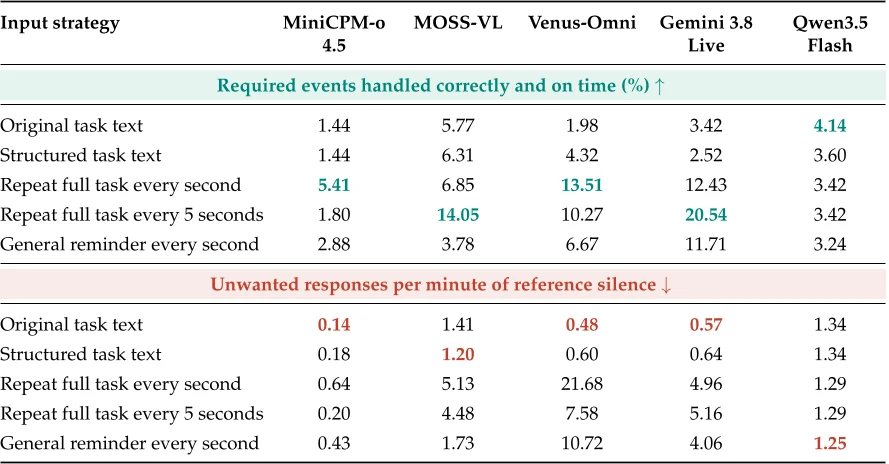 Input strategy MiniCPM-o 4.5 MOSS-VL Venus-Omni Gemini 3.8 Live Qwen3.5 Flash
Required events handled correctly and on time (%) ↑
Original task text 1.44 5.77 1.98 3.42 4.14
Structured task text 1.44 6.31 4.32 2.52 3.60
Repeat full task every second 5.41 6.85 13.51 12.43 3.42
Repeat full task every 5 seconds 1.80 14.05 10.27 20.54 3.42
General reminder every second 2.88 3.78 6.67 11.71 3.24
Unwanted responses per minute of reference silence ↓
Original task text 0.14 1.41 0.48 0.57 1.34
Structured task text 0.18 1.20 0.60 0.64 1.34
Repeat full task every second 0.64 5.13 21.68 4.96 1.29
Repeat full task every 5 seconds 0.20 4.48 7.58 5.16 1.29
General reminder every second 0.43 1.73 10.72 4.06 1.25